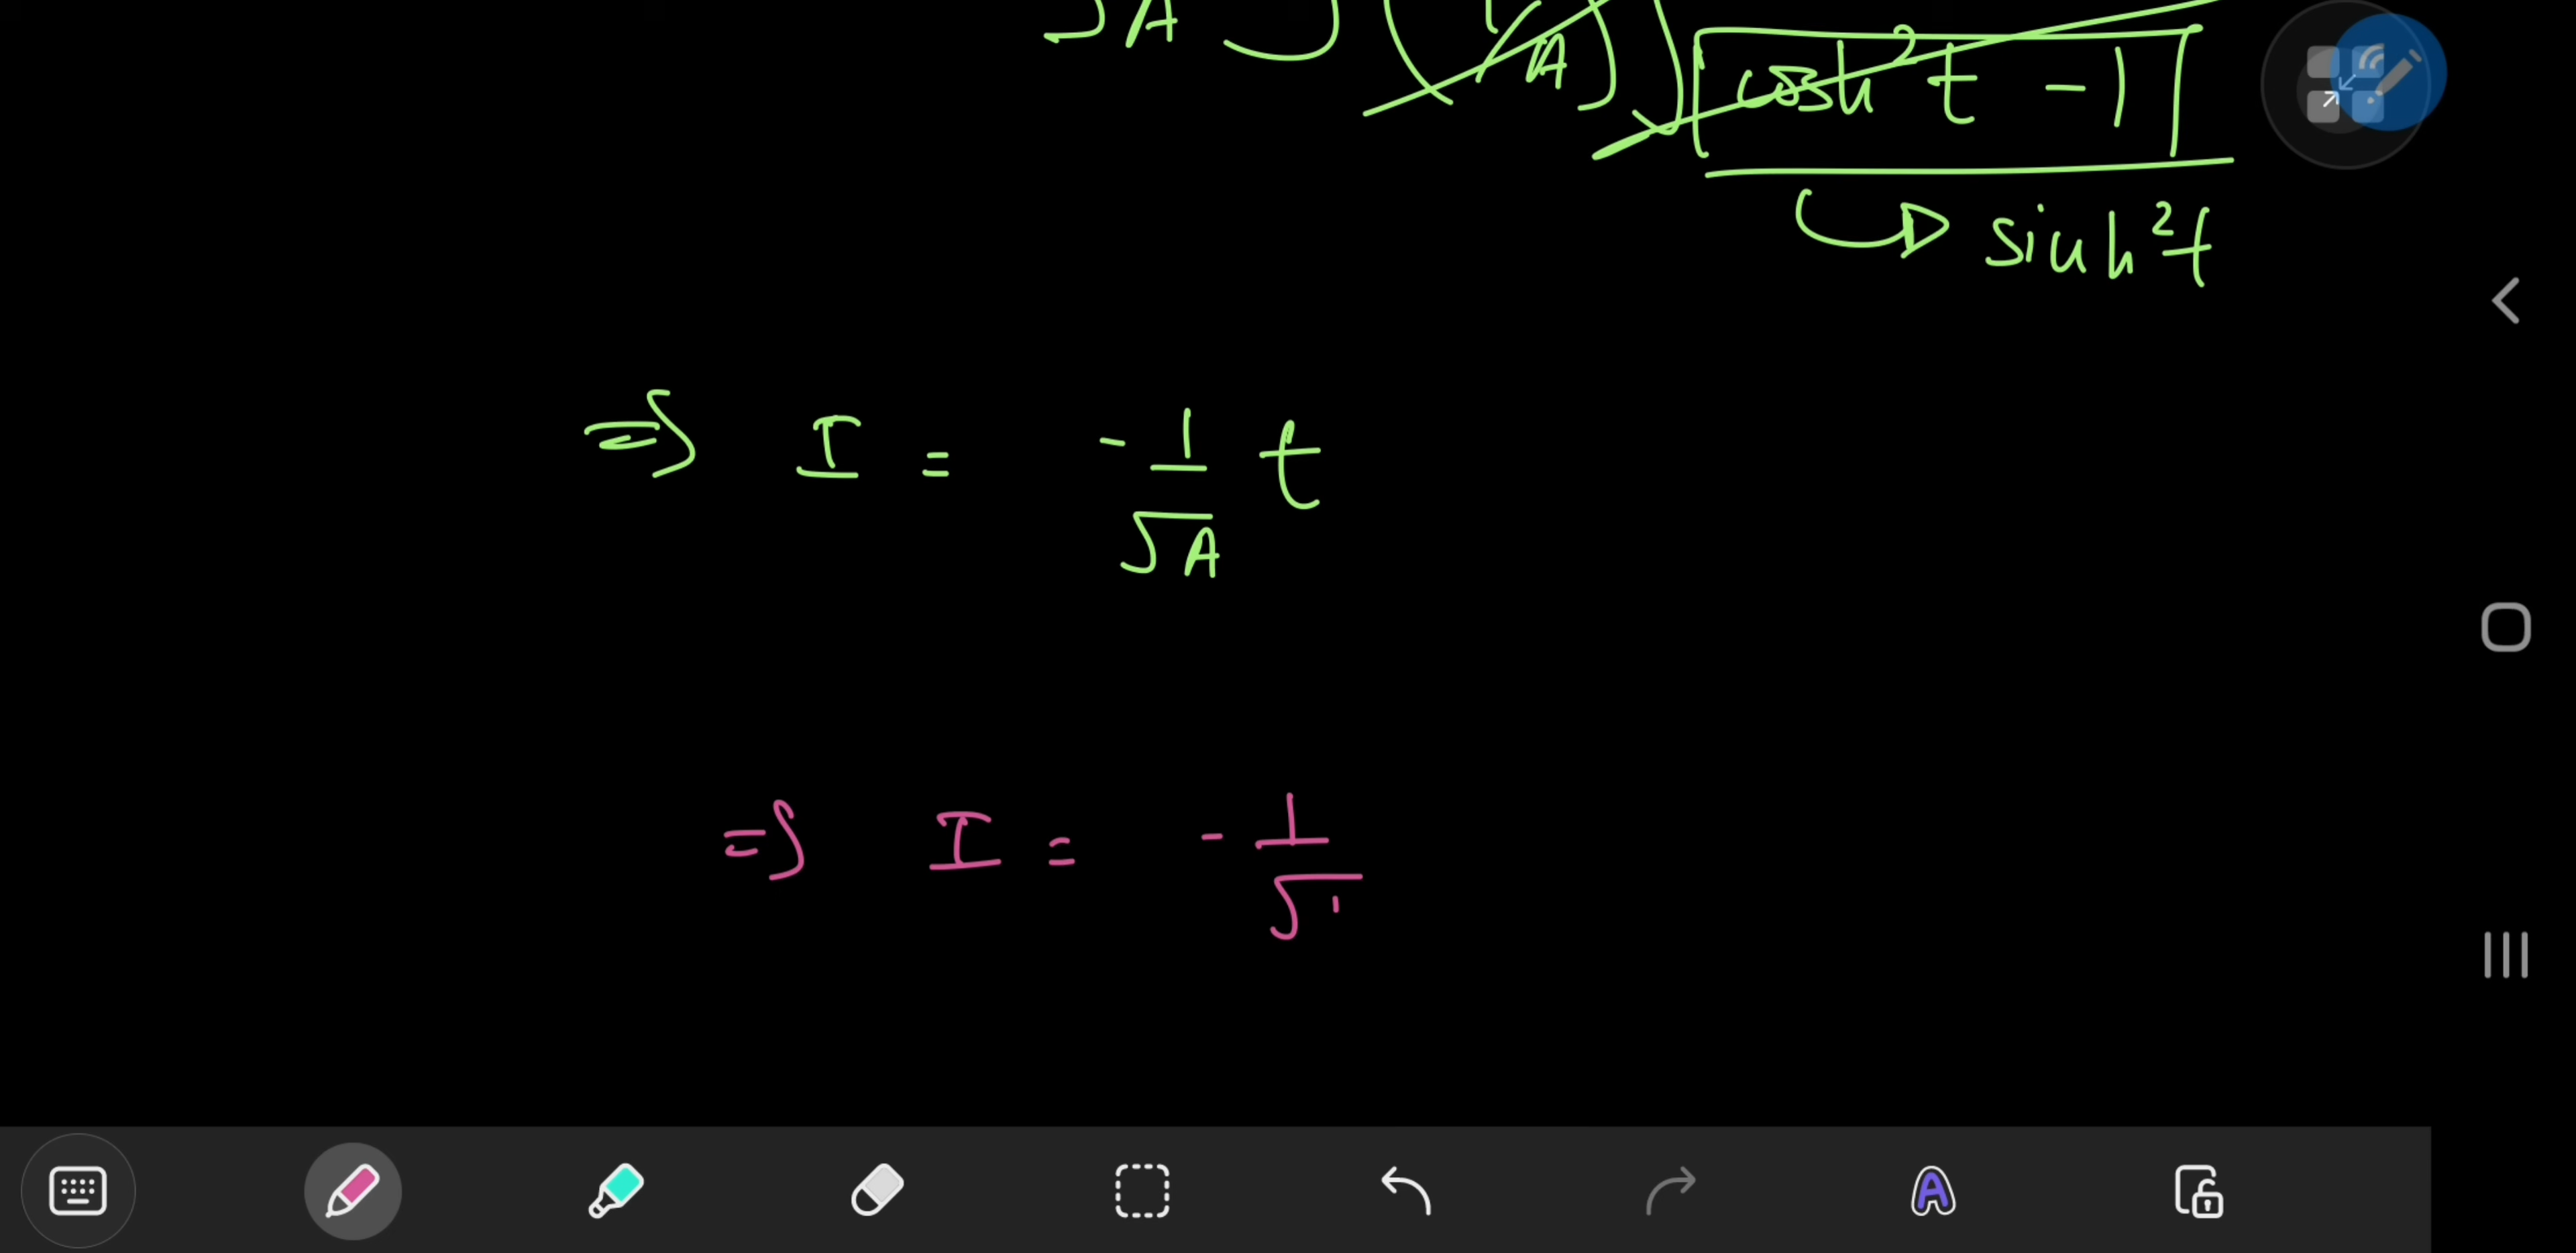 √A ∫ ( √A ) √[cosh²t - 1]
↳ sinh²t
=> I = - 1/√A t
=> I = - 1/√